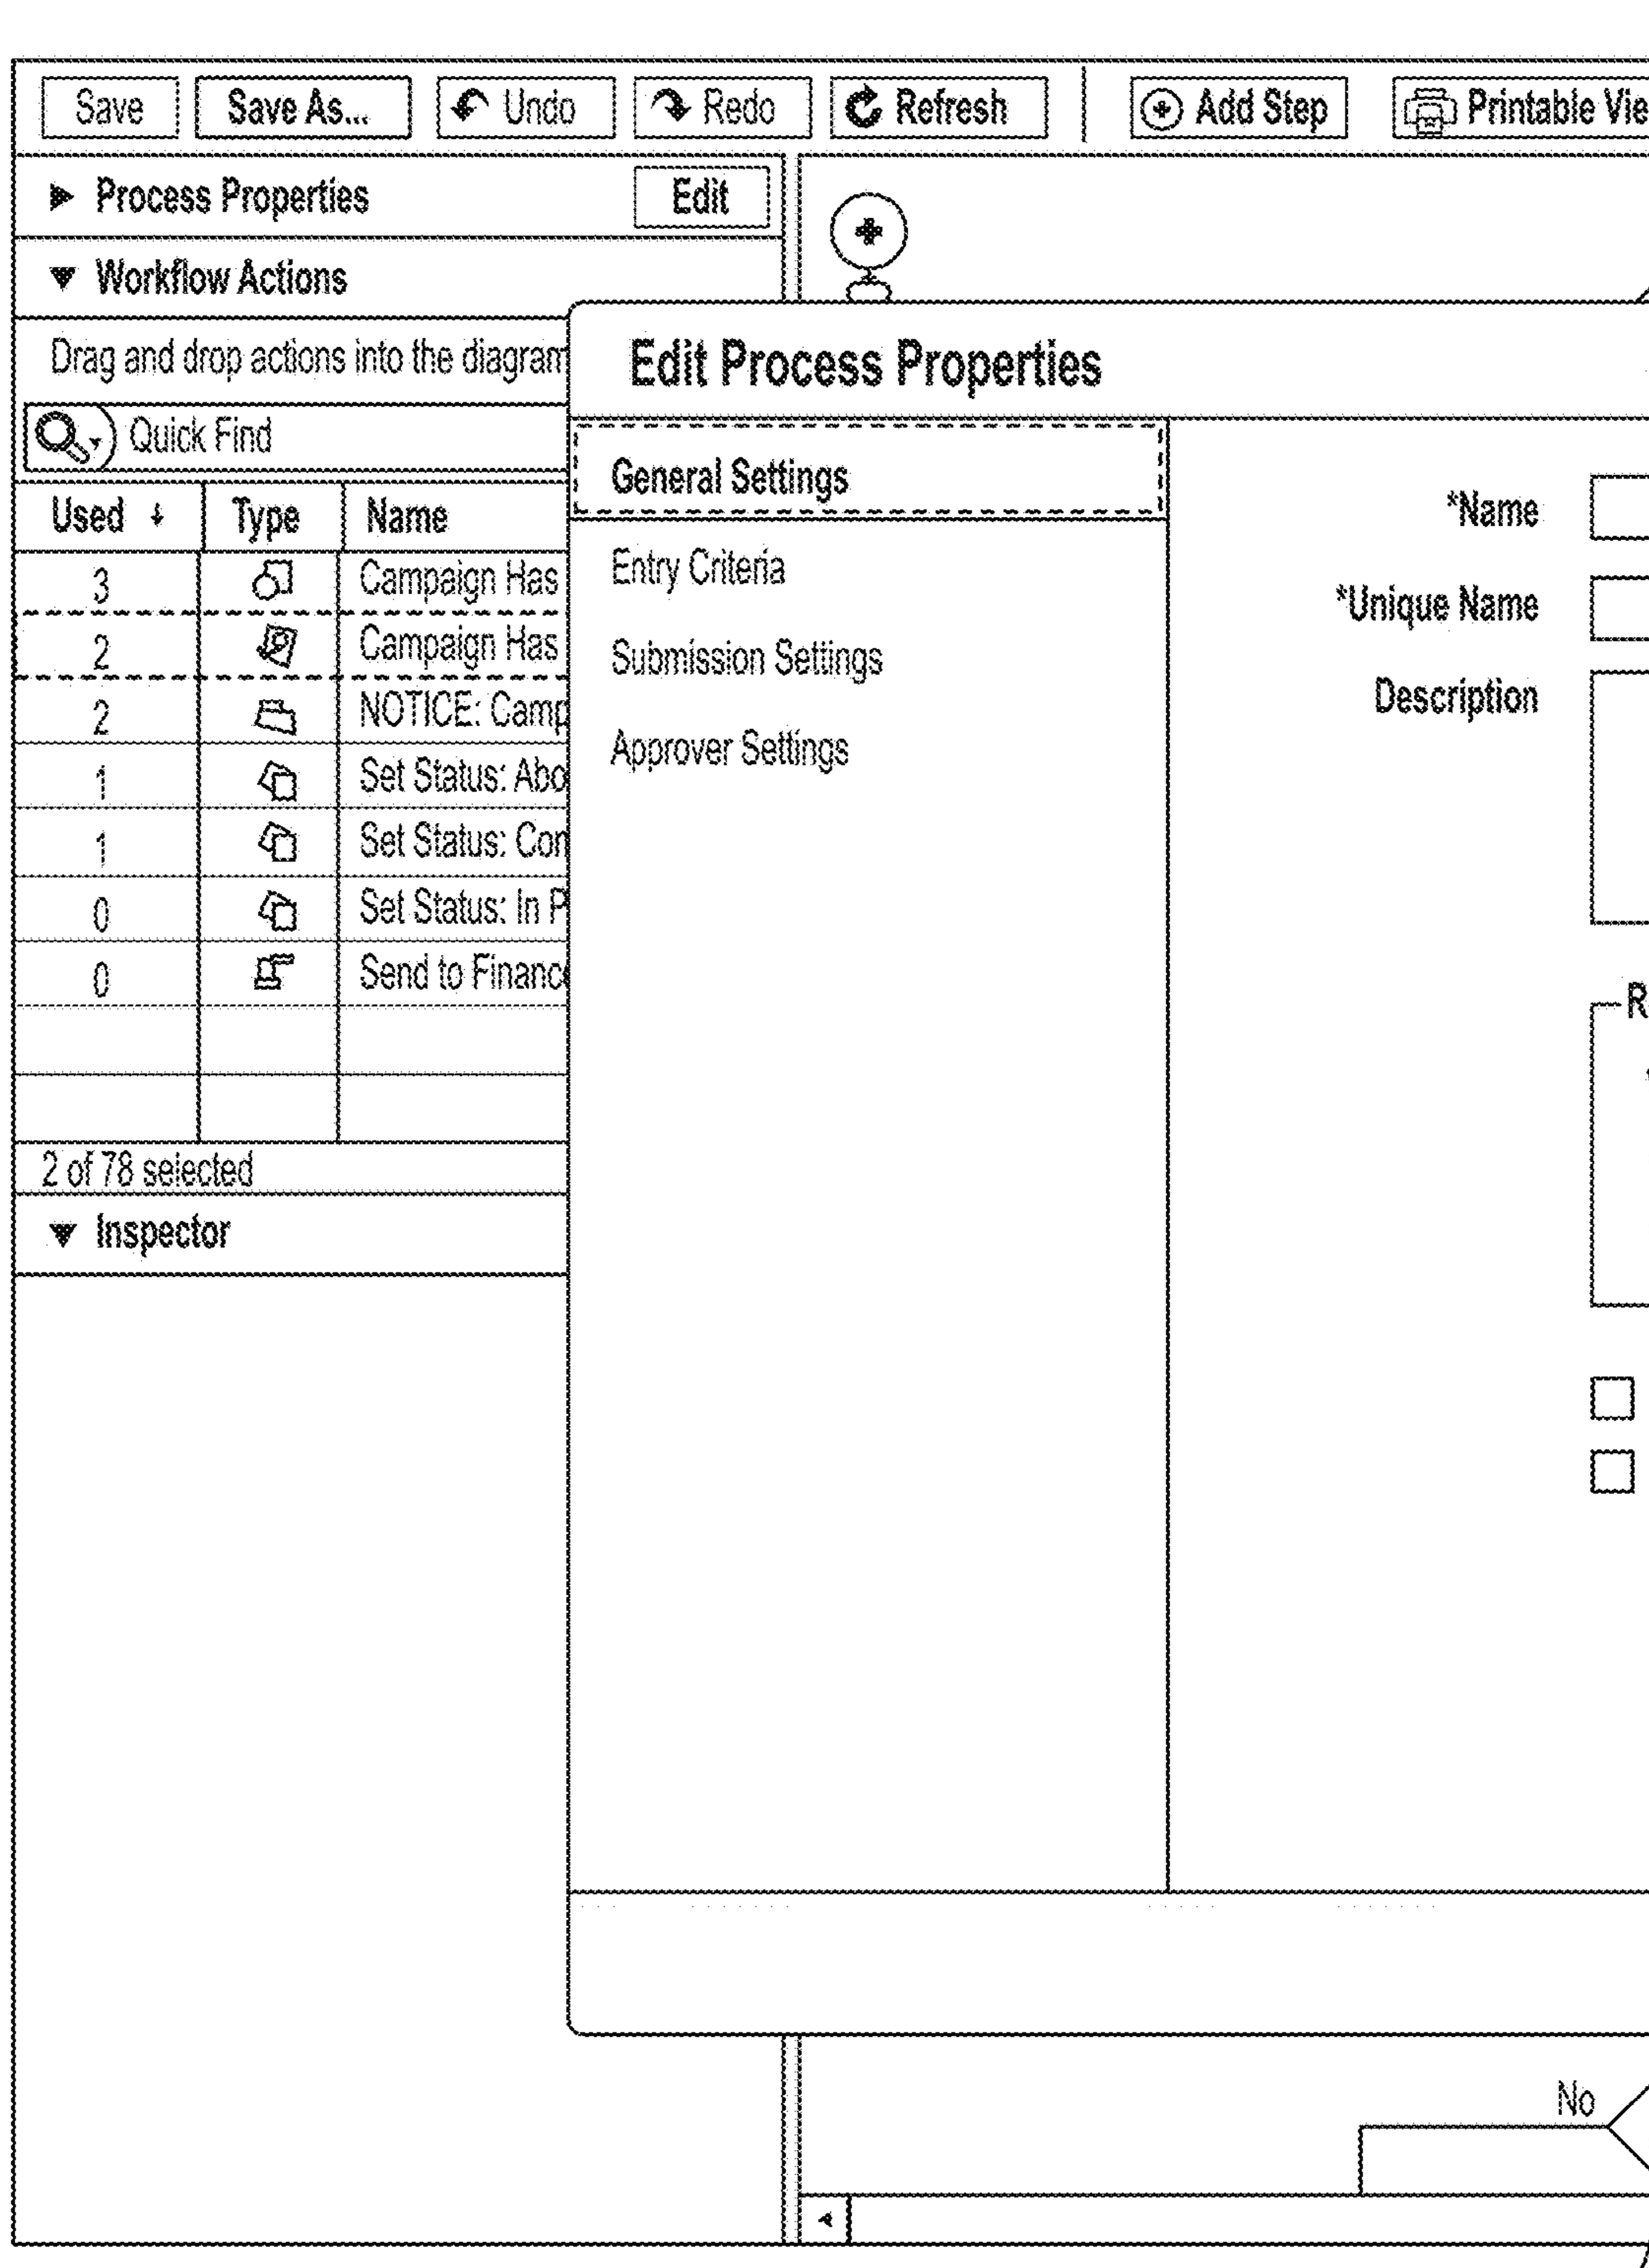 Save Save As... Undo Redo Refresh Add Step Printable Vie
Process Properties Edit
Workflow Actions
Drag and drop actions into the diagram
Quick Find
Used Type Name
3 Campaign Has
2 Campaign Has
2 NOTICE: Camp
1 Set Status: Abo
1 Set Status: Con
0 Set Status: In P
0 Send to Finance
2 of 78 selected
Inspector
Edit Process Properties
General Settings
Entry Criteria
Submission Settings
Approver Settings
*Name
*Unique Name
Description
R
No